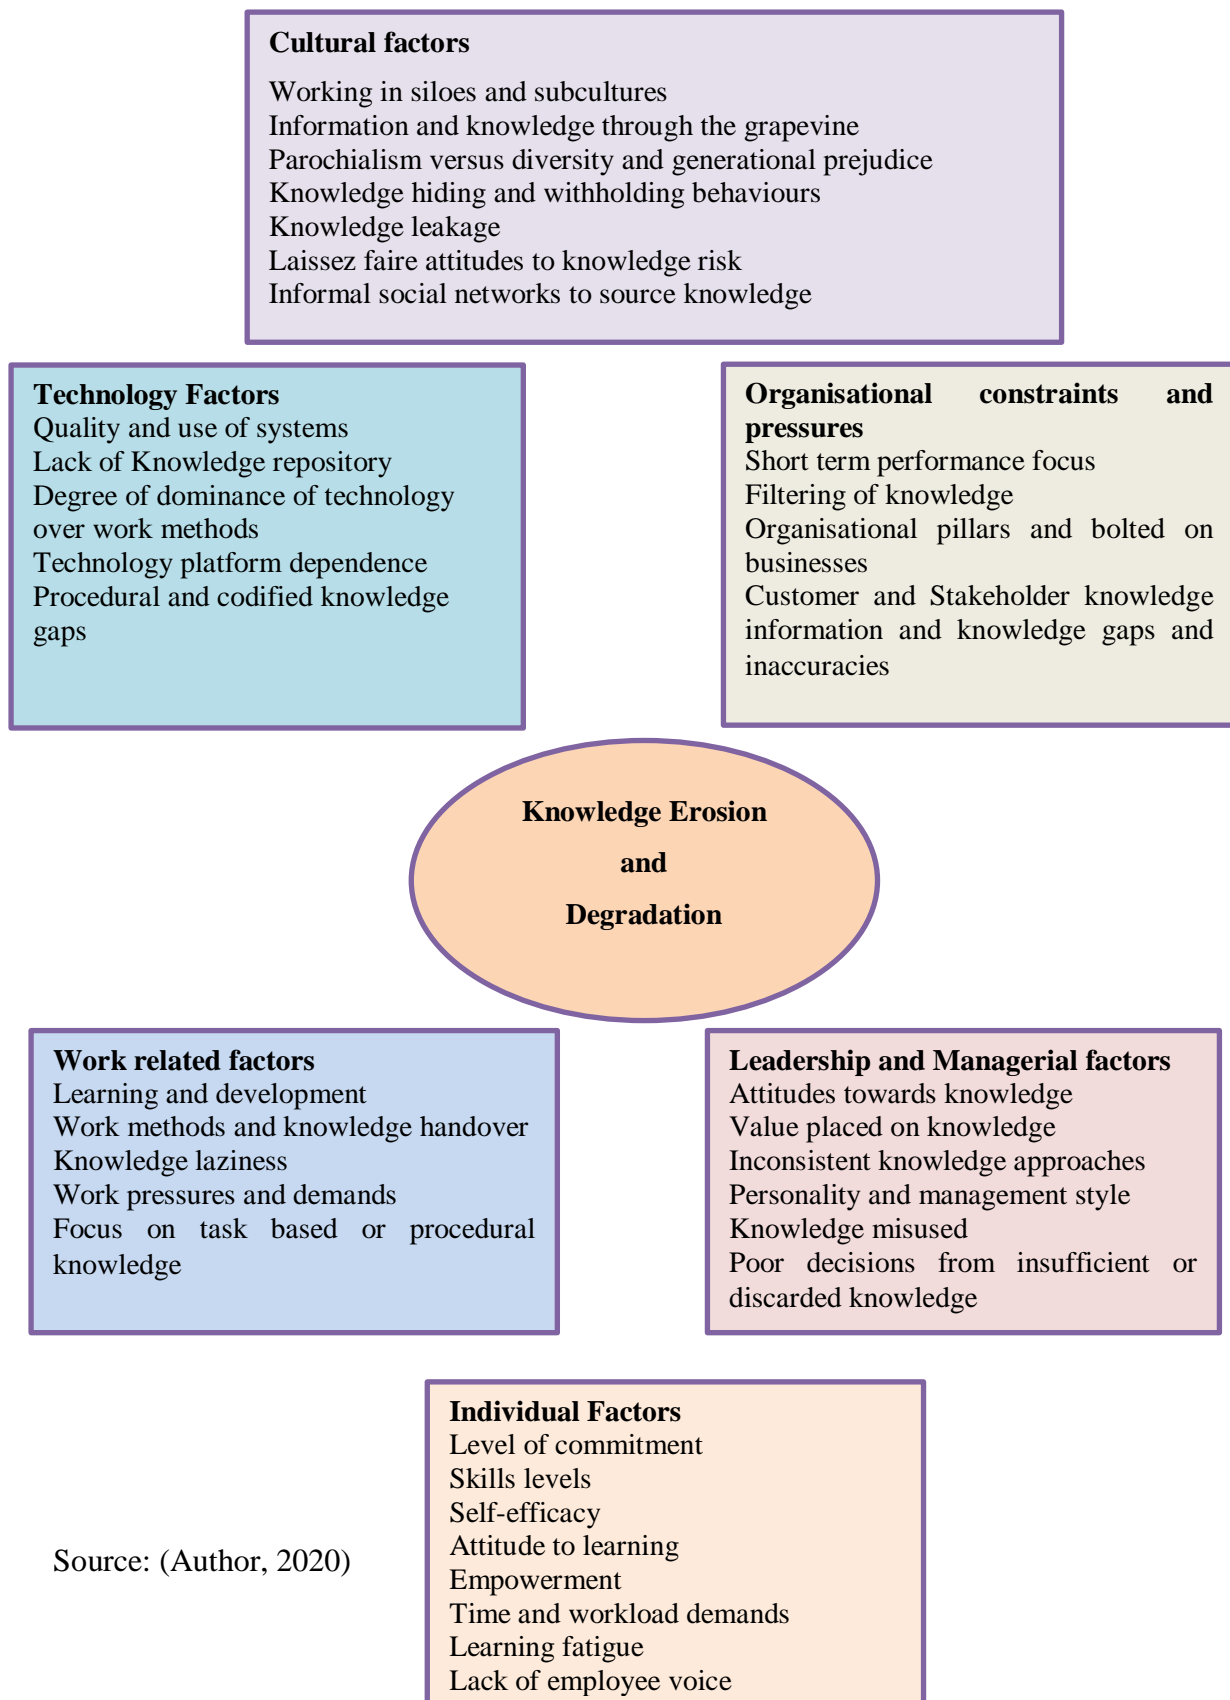 Cultural factors
Working in siloes and subcultures
Information and knowledge through the grapevine
Parochialism versus diversity and generational prejudice
Knowledge hiding and withholding behaviours
Knowledge leakage
Laissez faire attitudes to knowledge risk
Informal social networks to source knowledge
Technology Factors
Quality and use of systems
Lack of Knowledge repository
Degree of dominance of technology
over work methods
Technology platform dependence
Procedural and codified knowledge
gaps
Organisational constraints and
pressures
Short term performance focus
Filtering of knowledge
Organisational pillars and bolted on
businesses
Customer and Stakeholder knowledge
information and knowledge gaps and
inaccuracies
Knowledge Erosion
and
Degradation
Work related factors
Learning and development
Work methods and knowledge handover
Knowledge laziness
Work pressures and demands
Focus on task based or procedural
knowledge
Leadership and Managerial factors
Attitudes towards knowledge
Value placed on knowledge
Inconsistent knowledge approaches
Personality and management style
Knowledge misused
Poor decisions from insufficient or
discarded knowledge
Individual Factors
Level of commitment
Skills levels
Self-efficacy
Attitude to learning
Empowerment
Time and workload demands
Learning fatigue
Lack of employee voice
Source: (Author, 2020)